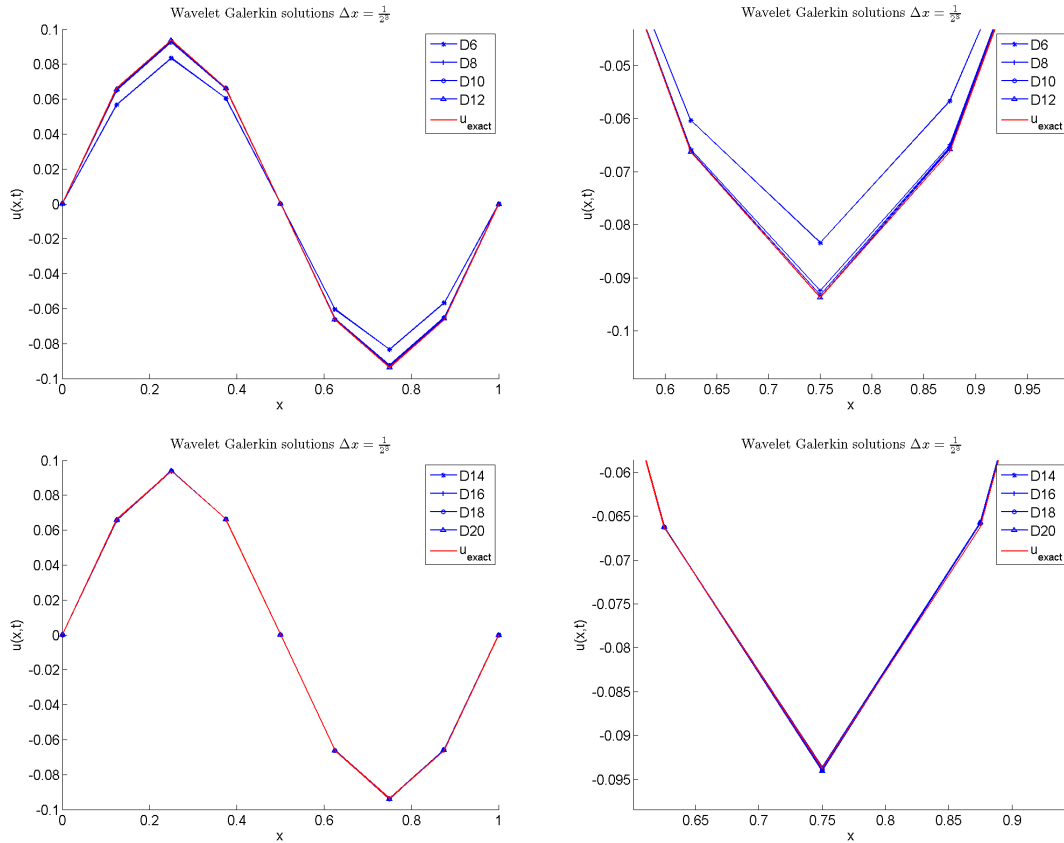 Wavelet Galerkin solutions Δx = 1/2³
0.1
0.08
0.06
0.04
0.02
0
-0.02
-0.04
-0.06
-0.08
-0.1
u(x,t)
0
0.2
0.4
0.6
0.8
1
x
D6
D8
D10
D12
u_exact
Wavelet Galerkin solutions Δx = 1/2³
-0.05
-0.06
-0.07
-0.08
-0.09
-0.1
u(x,t)
0.6
0.65
0.7
0.75
0.8
0.85
0.9
0.95
x
D6
D8
D10
D12
u_exact
Wavelet Galerkin solutions Δx = 1/2³
0.1
0.08
0.06
0.04
0.02
0
-0.02
-0.04
-0.06
-0.08
-0.1
u(x,t)
0
0.2
0.4
0.6
0.8
1
x
D14
D16
D18
D20
u_exact
Wavelet Galerkin solutions Δx = 1/2³
-0.06
-0.065
-0.07
-0.075
-0.08
-0.085
-0.09
-0.095
u(x,t)
0.65
0.7
0.75
0.8
0.85
0.9
x
D14
D16
D18
D20
u_exact